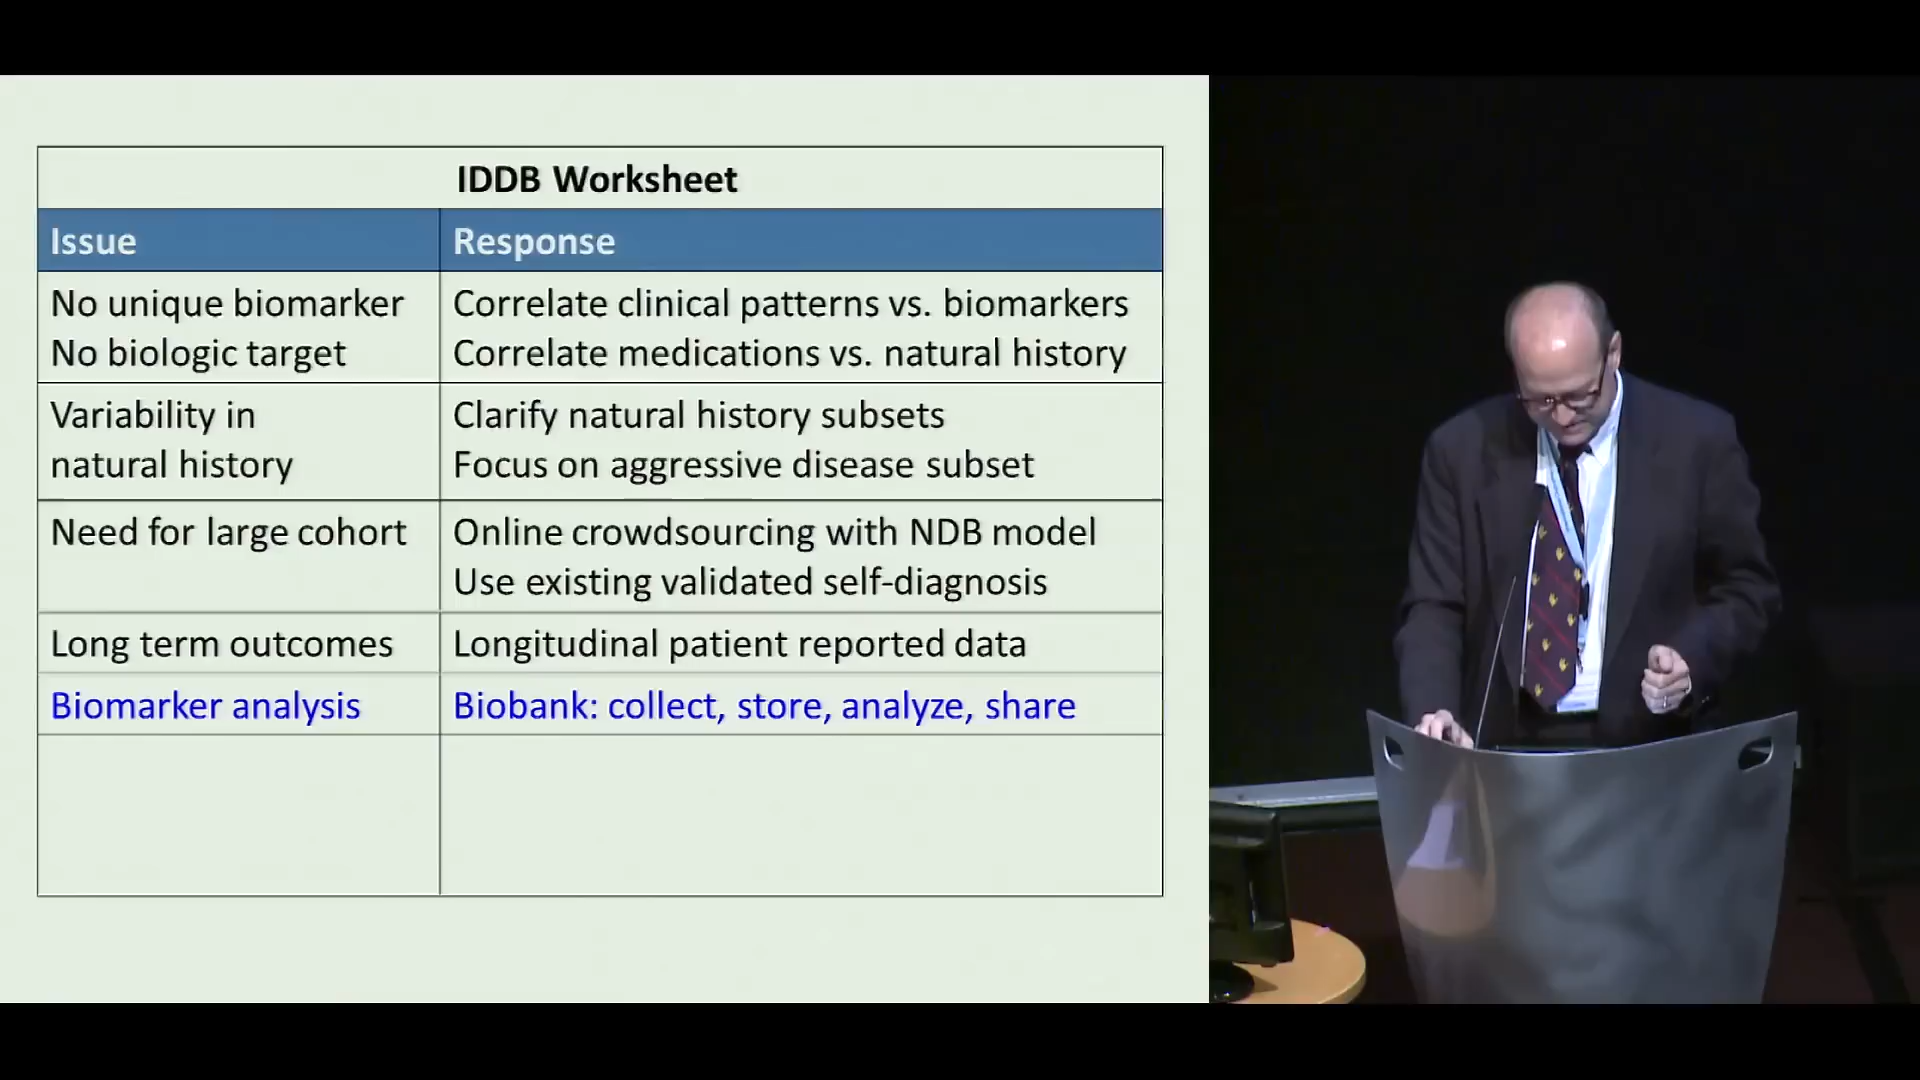 IDDB Worksheet
Issue
Response
No unique biomarker
Correlate clinical patterns vs. biomarkers
No biologic target
Correlate medications vs. natural history
Variability in
natural history
Clarify natural history subsets
Focus on aggressive disease subset
Need for large cohort
Online crowdsourcing with NDB model
Use existing validated self-diagnosis
Long term outcomes
Longitudinal patient reported data
Biomarker analysis
Biobank: collect, store, analyze, share